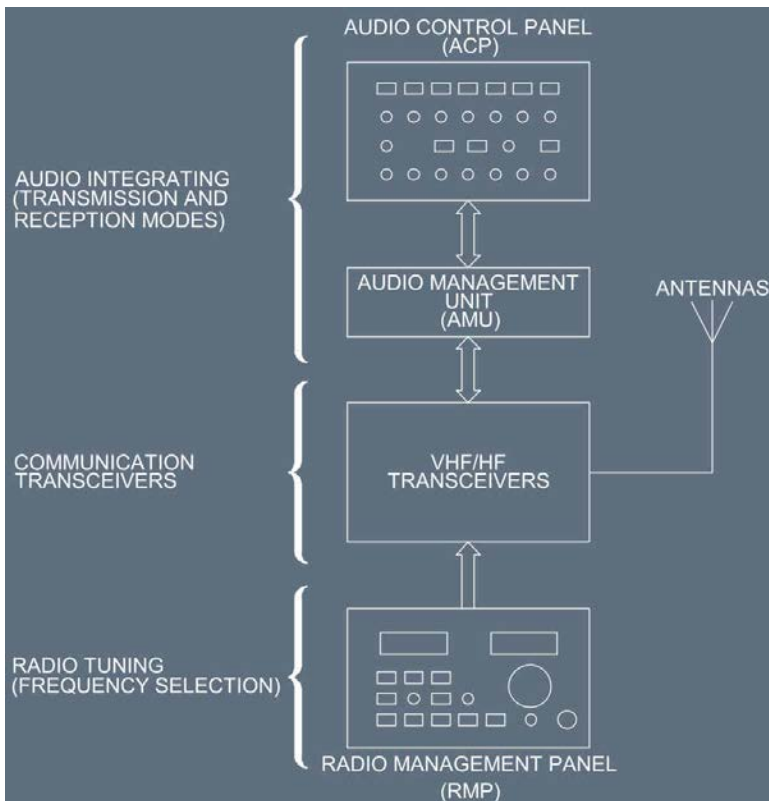 AUDIO CONTROL PANEL
(ACP)
AUDIO INTEGRATING
(TRANSMISSION AND
RECEPTION MODES)
AUDIO MANAGEMENT
UNIT
(AMU)
ANTENNAS
COMMUNICATION
TRANSCEIVERS
VHF/HF
TRANSCEIVERS
RADIO TUNING
(FREQUENCY SELECTION)
RADIO MANAGEMENT PANEL
(RMP)